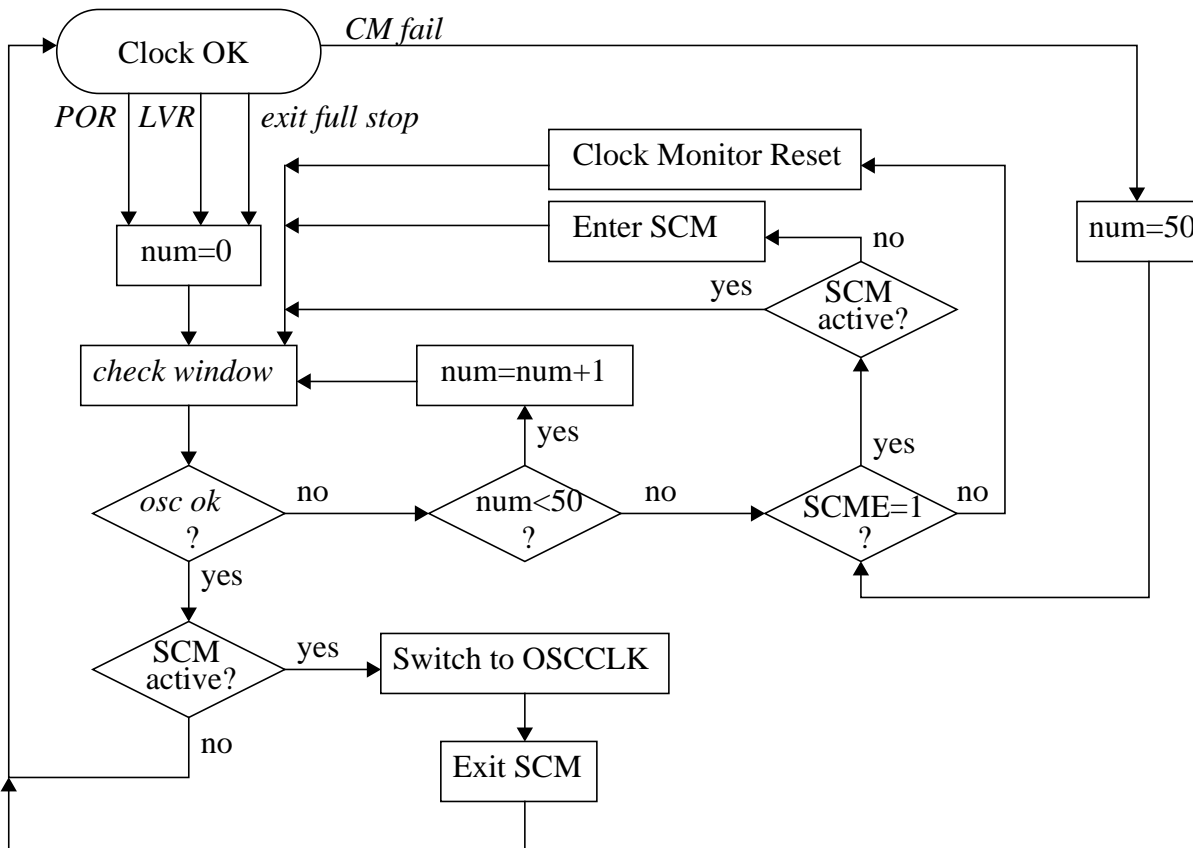 CM fail
Clock OK
POR
LVR
exit full stop
Clock Monitor Reset
Enter SCM
no
num=50
num=0
yes
SCM
active?
check window
num=num+1
yes
yes
osc ok
?
no
num<50
?
no
SCME=1
?
no
yes
SCM
active?
yes
Switch to OSCCLK
no
Exit SCM